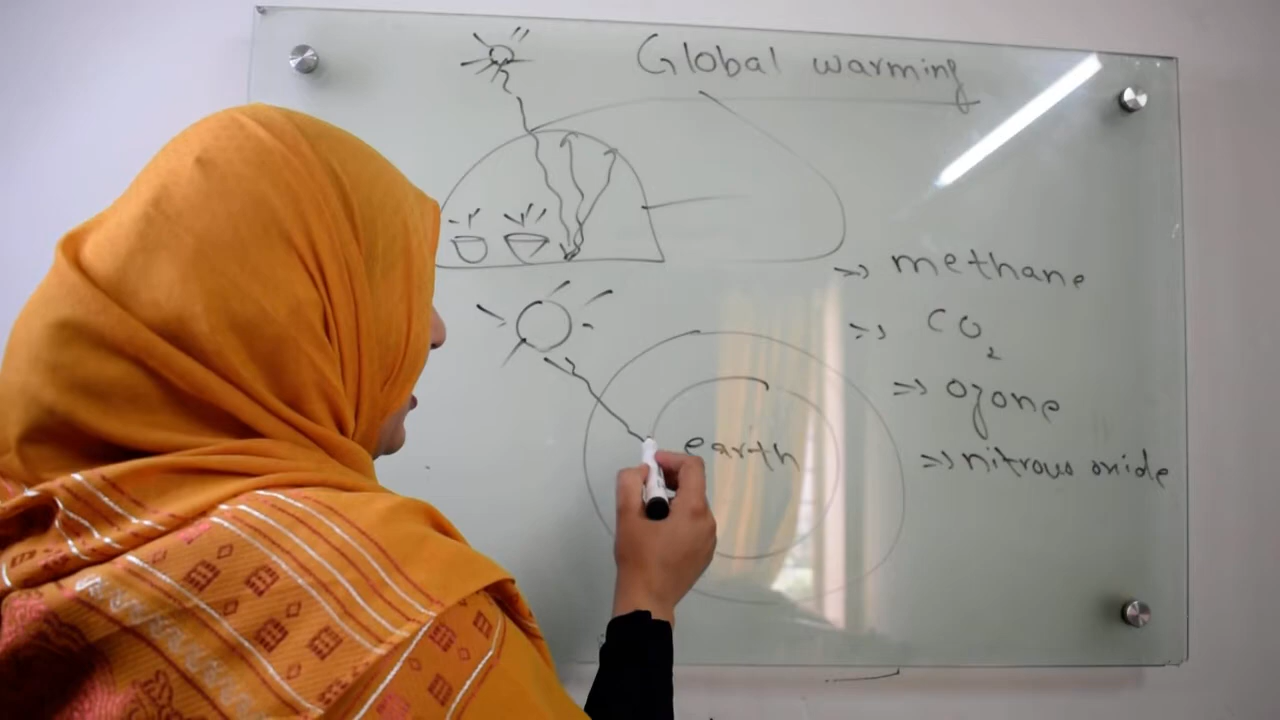 Global warming
=> methane
=> CO₂
=> Ozone
earth
=> nitrous oxide